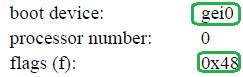 boot device: gei0
processor number: 0
flags (f): 0x48